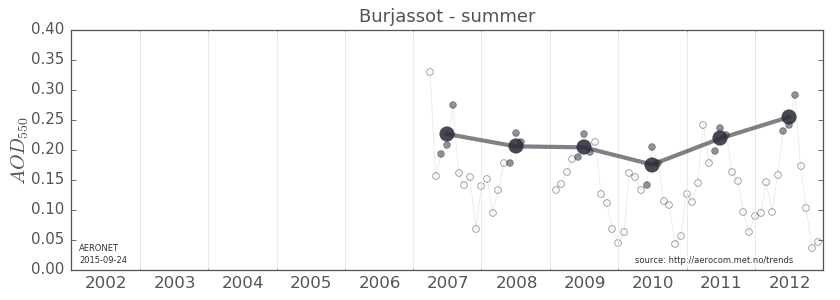 Burjassot - summer
0.40
0.35
0.30
0.25
0.20
0.15
0.10
0.05
0.00
AOD550
AERONET
2015-09-24
source: http://aerocom.met.no/trends
2002 2003 2004 2005 2006 2007 2008 2009 2010 2011 2012